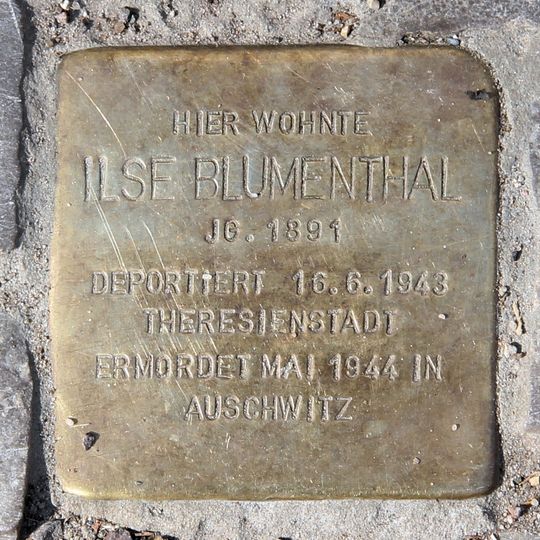 HIER WOHNTE
ILSE BLUMENTHAL
JG. 1891
DEPORTIERT 16.6.1943
THERESIENSTADT
ERMORDET MAI 1944 IN
AUSCHWITZ